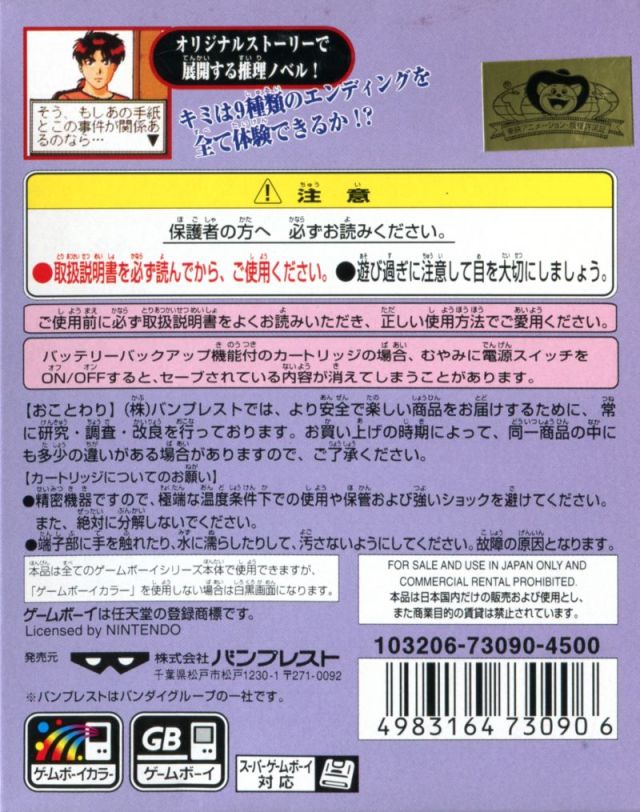 オリジナルストーリーで
展開する推理ノベル！
そう、もしあの手紙
とこの事件が関係あ
るのなら…
キミは9種類のエンディングを
全て体験できるか!?
東映アニメーション・版権許諾証
注意
保護者の方へ 必ずお読みください。
●取扱説明書を必ず読んでから、ご使用ください。 ●遊び過ぎに注意して目を大切にしましょう。
ご使用前に必ず取扱説明書をよくお読みいただき、正しい使用方法でご愛用ください。
バッテリーバックアップ機能付のカートリッジの場合、むやみに電源スイッチを
ON/OFFすると、セーブされている内容が消えてしまうことがあります。
【おことわり】(株)バンプレストでは、より安全で楽しい商品をお届けするために、常
に研究・調査・改良を行っております。お買い上げの時期によって、同一商品の中に
も多少の違いがある場合がありますので、ご了承ください。
【カートリッジについてのお願い】
●精密機器ですので、極端な温度条件下での使用や保管および強いショックを避けてください。
また、絶対に分解しないでください。
●端子部に手を触れたり、水に濡らしたりして、汚さないようにしてください。故障の原因となります。
本品は全てのゲームボーイシリーズ本体で使用できますが、
「ゲームボーイカラー」を使用しない場合は白黒画面になります。
ゲームボーイは任天堂の登録商標です。
Licensed by NINTENDO
FOR SALE AND USE IN JAPAN ONLY AND
COMMERCIAL RENTAL PROHIBITED.
本品は日本国内だけの販売および使用とし、
また商業目的の賃貸は禁止されています。
発売元 株式会社バンプレスト
千葉県松戸市松戸1230-1 〒271-0092
※バンプレストはバンダイグループの一社です。
103206-73090-4500
4983164 730906
ゲームボーイカラー
GB
ゲームボーイ
スーパーゲームボーイ
対応